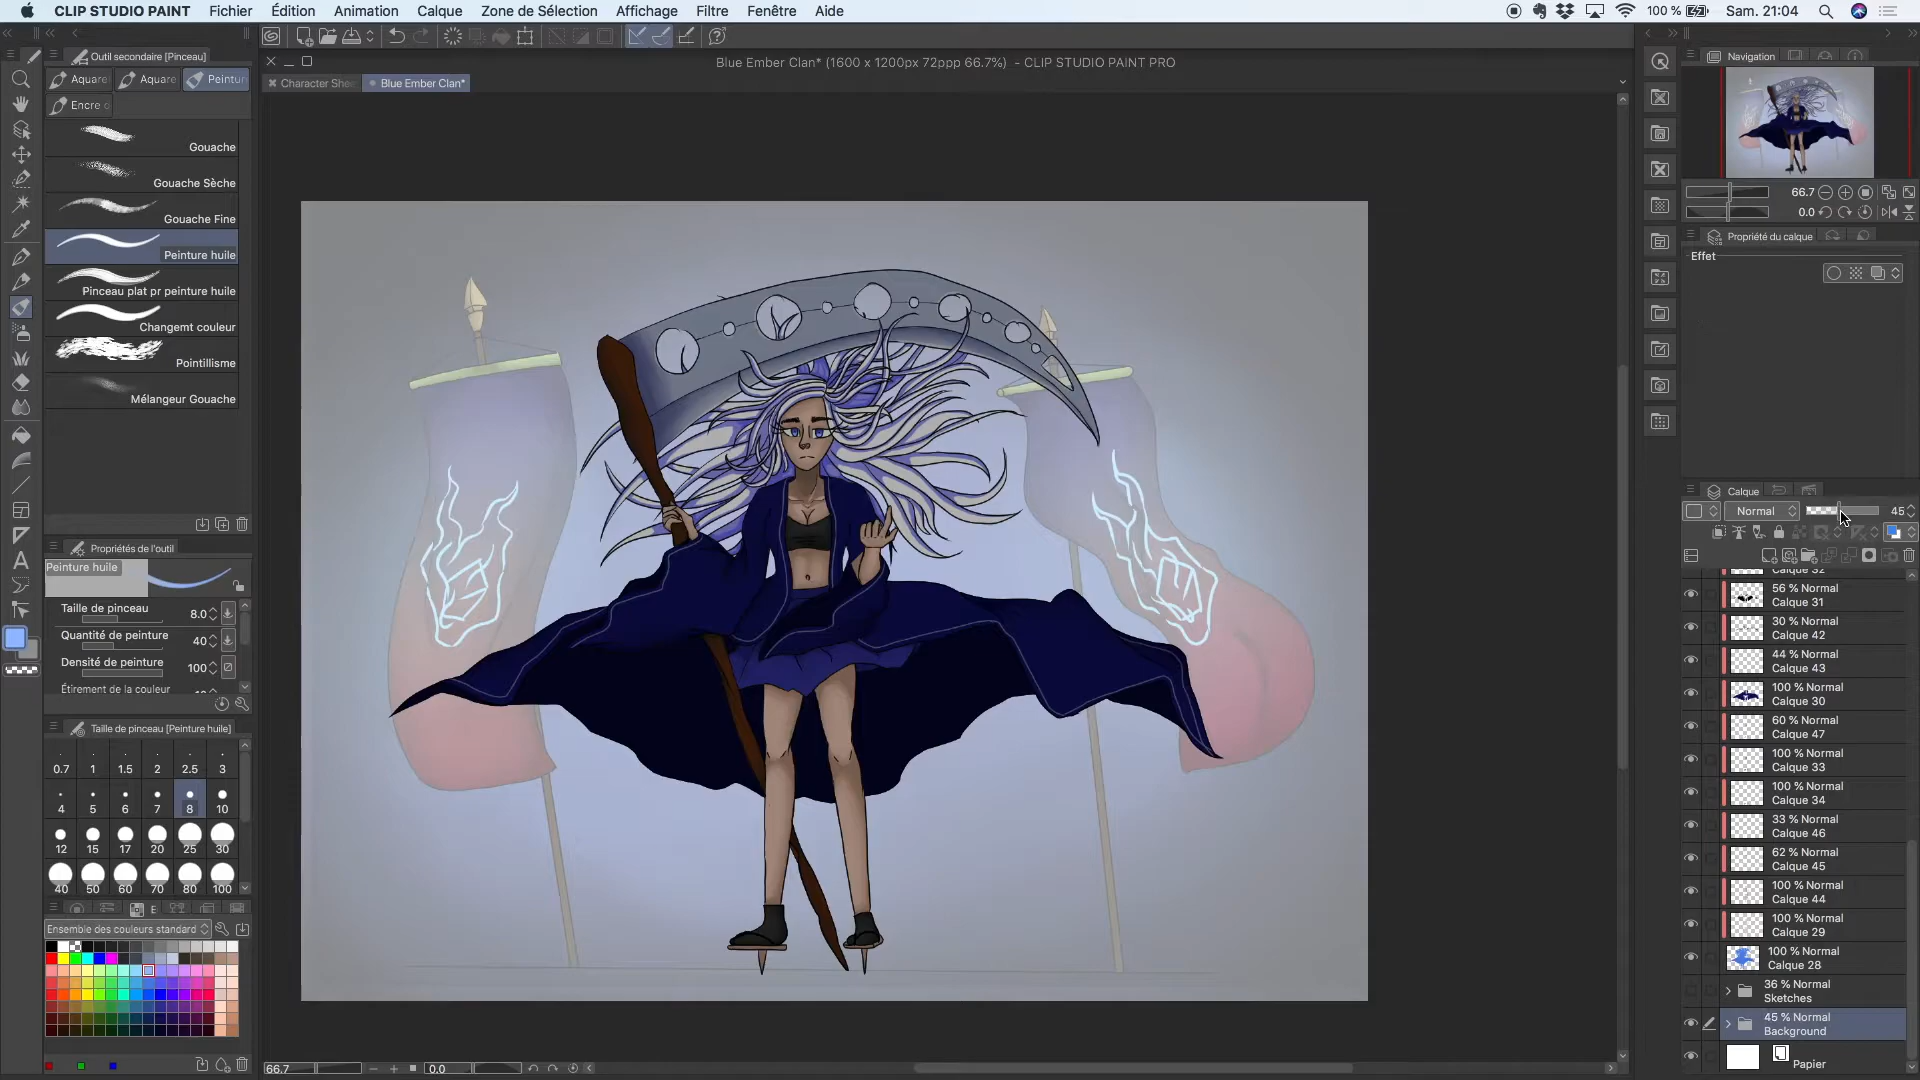 CLIP STUDIO PAINT Fichier Édition Animation Calque Zone de Sélection Affichage Filtre Fenêtre Aide 100 % Sam. 21:04
Outil secondaire [Pinceau]
Aquare Aquare Peintur
Encre
Gouache
Gouache Sèche
Gouache Fine
Peinture huile
Pinceau plat pr peinture huile
Changemt couleur
Pointillisme
Mélangeur Gouache
Propriétés de l'outil
Peinture huile
Taille de pinceau 8.0
Quantité de peinture 40
Densité de peinture 100
Étirement de la couleur
Taille de pinceau [Peinture huile]
0.7 1 1.5 2 2.5 3
4 5 6 7 8 10
12 15 17 20 25 30
40 50 60 70 80 100
Ensemble des couleurs standard
Blue Ember Clan* (1600 x 1200px 72ppp 66.7%) - CLIP STUDIO PAINT PRO
Character She Blue Ember Clan*
66.7 0.0
Navigation
66.7
0.0
Propriété du calque
Effet
Calque
Normal 45
Calque 32
56 % Normal
Calque 31
30 % Normal
Calque 42
44 % Normal
Calque 43
100 % Normal
Calque 30
60 % Normal
Calque 47
100 % Normal
Calque 33
100 % Normal
Calque 34
33 % Normal
Calque 46
62 % Normal
Calque 45
100 % Normal
Calque 44
100 % Normal
Calque 29
100 % Normal
Calque 28
36 % Normal
Sketches
45 % Normal
Background
Papier